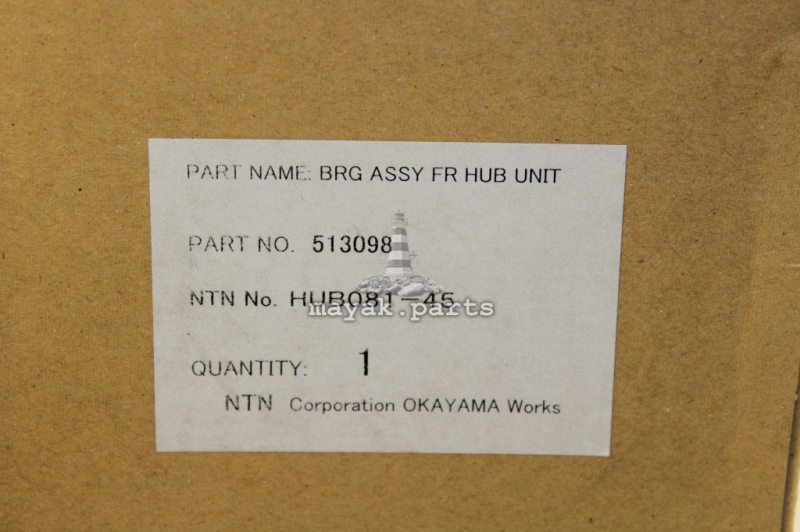 PART NAME: BRG ASSY FR HUB UNIT
PART NO. 513098
NTN No. HUB081-45
mayak.parts
QUANTITY: 1
NTN Corporation OKAYAMA Works